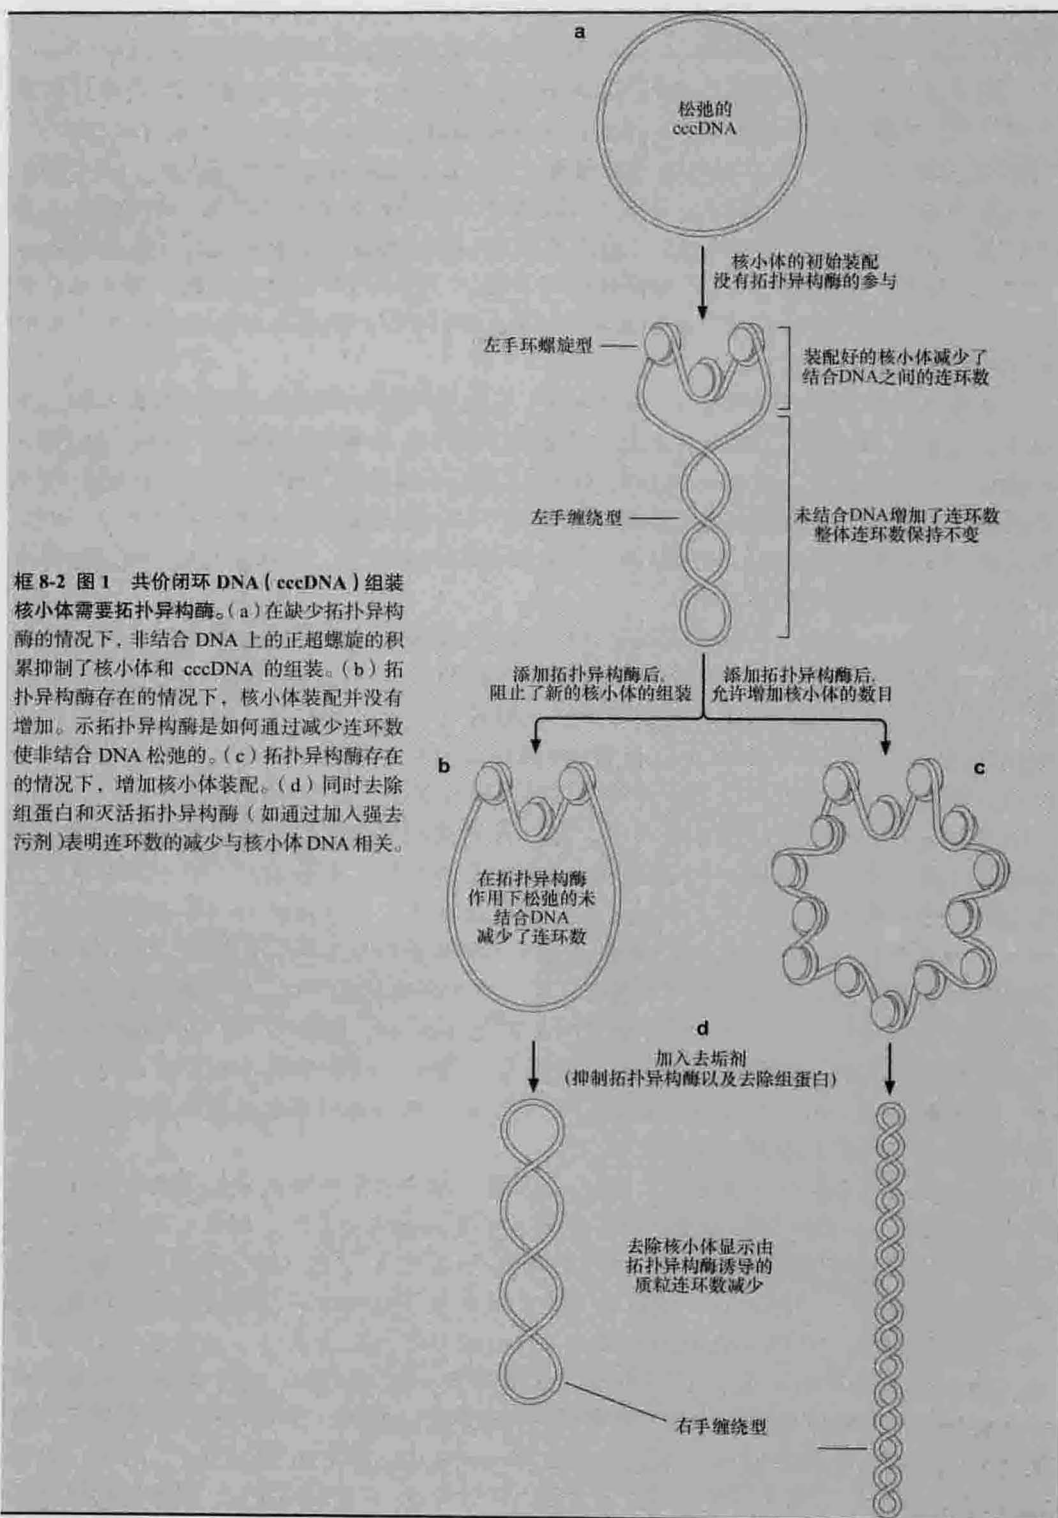 a
松弛的
cccDNA
核小体的初始装配
没有拓扑异构酶的参与
左手环螺旋型
装配好的核小体减少了
结合DNA之间的连环数
左手缠绕型
未结合DNA增加了连环数
整体连环数保持不变
框 8-2 图 1 共价闭环 DNA（cccDNA）组装
核小体需要拓扑异构酶。（a）在缺少拓扑异构
酶的情况下，非结合 DNA 上的正超螺旋的积
累抑制了核小体和 cccDNA 的组装。（b）拓
扑异构酶存在的情况下，核小体装配并没有
增加。示拓扑异构酶是如何通过减少连环数
使非结合 DNA 松弛的。（c）拓扑异构酶存在
的情况下，增加核小体装配。（d）同时去除
组蛋白和灭活拓扑异构酶（如通过加入强去
污剂）表明连环数的减少与核小体 DNA 相关。
添加拓扑异构酶后,
阻止了新的核小体的组装
添加拓扑异构酶后,
允许增加核小体的数目
b
c
在拓扑异构酶
作用下松弛的未
结合DNA
减少了连环数
d
加入去垢剂
(抑制拓扑异构酶以及去除组蛋白)
去除核小体显示由
拓扑异构酶诱导的
质粒连环数减少
右手缠绕型